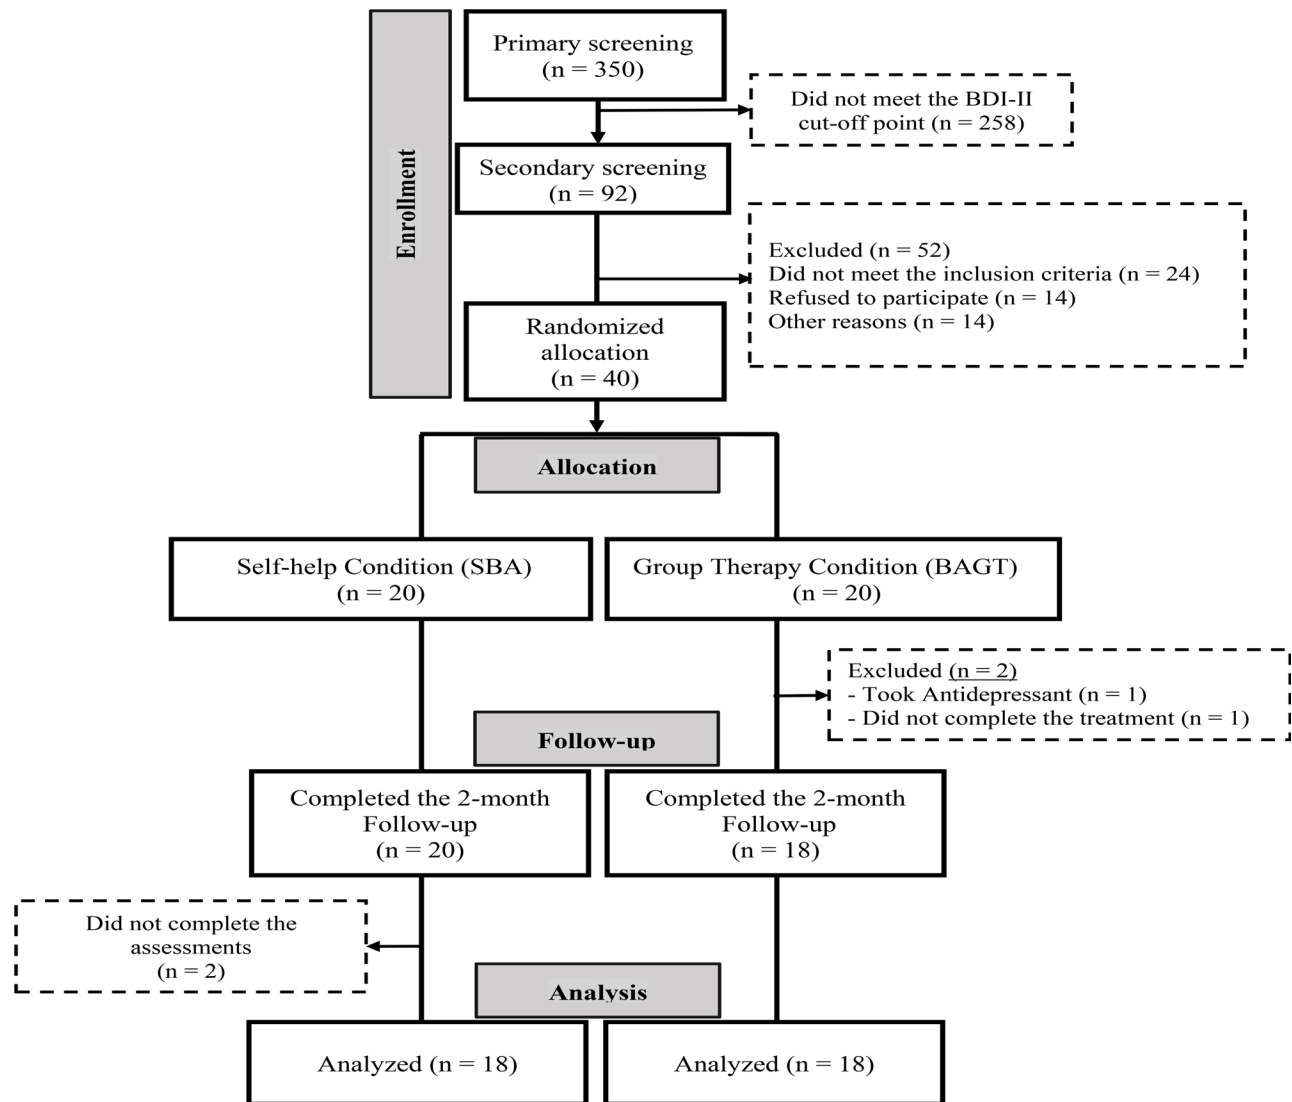 Primary screening
(n = 350)
Did not meet the BDI-II
cut-off point (n = 258)
Enrollment
Secondary screening
(n = 92)
Excluded (n = 52)
Did not meet the inclusion criteria (n = 24)
Refused to participate (n = 14)
Other reasons (n = 14)
Randomized
allocation
(n = 40)
Allocation
Self-help Condition (SBA)
(n = 20)
Group Therapy Condition (BAGT)
(n = 20)
Excluded (n = 2)
- Took Antidepressant (n = 1)
- Did not complete the treatment (n = 1)
Follow-up
Completed the 2-month
Follow-up
(n = 20)
Completed the 2-month
Follow-up
(n = 18)
Did not complete the
assessments
(n = 2)
Analysis
Analyzed (n = 18)
Analyzed (n = 18)